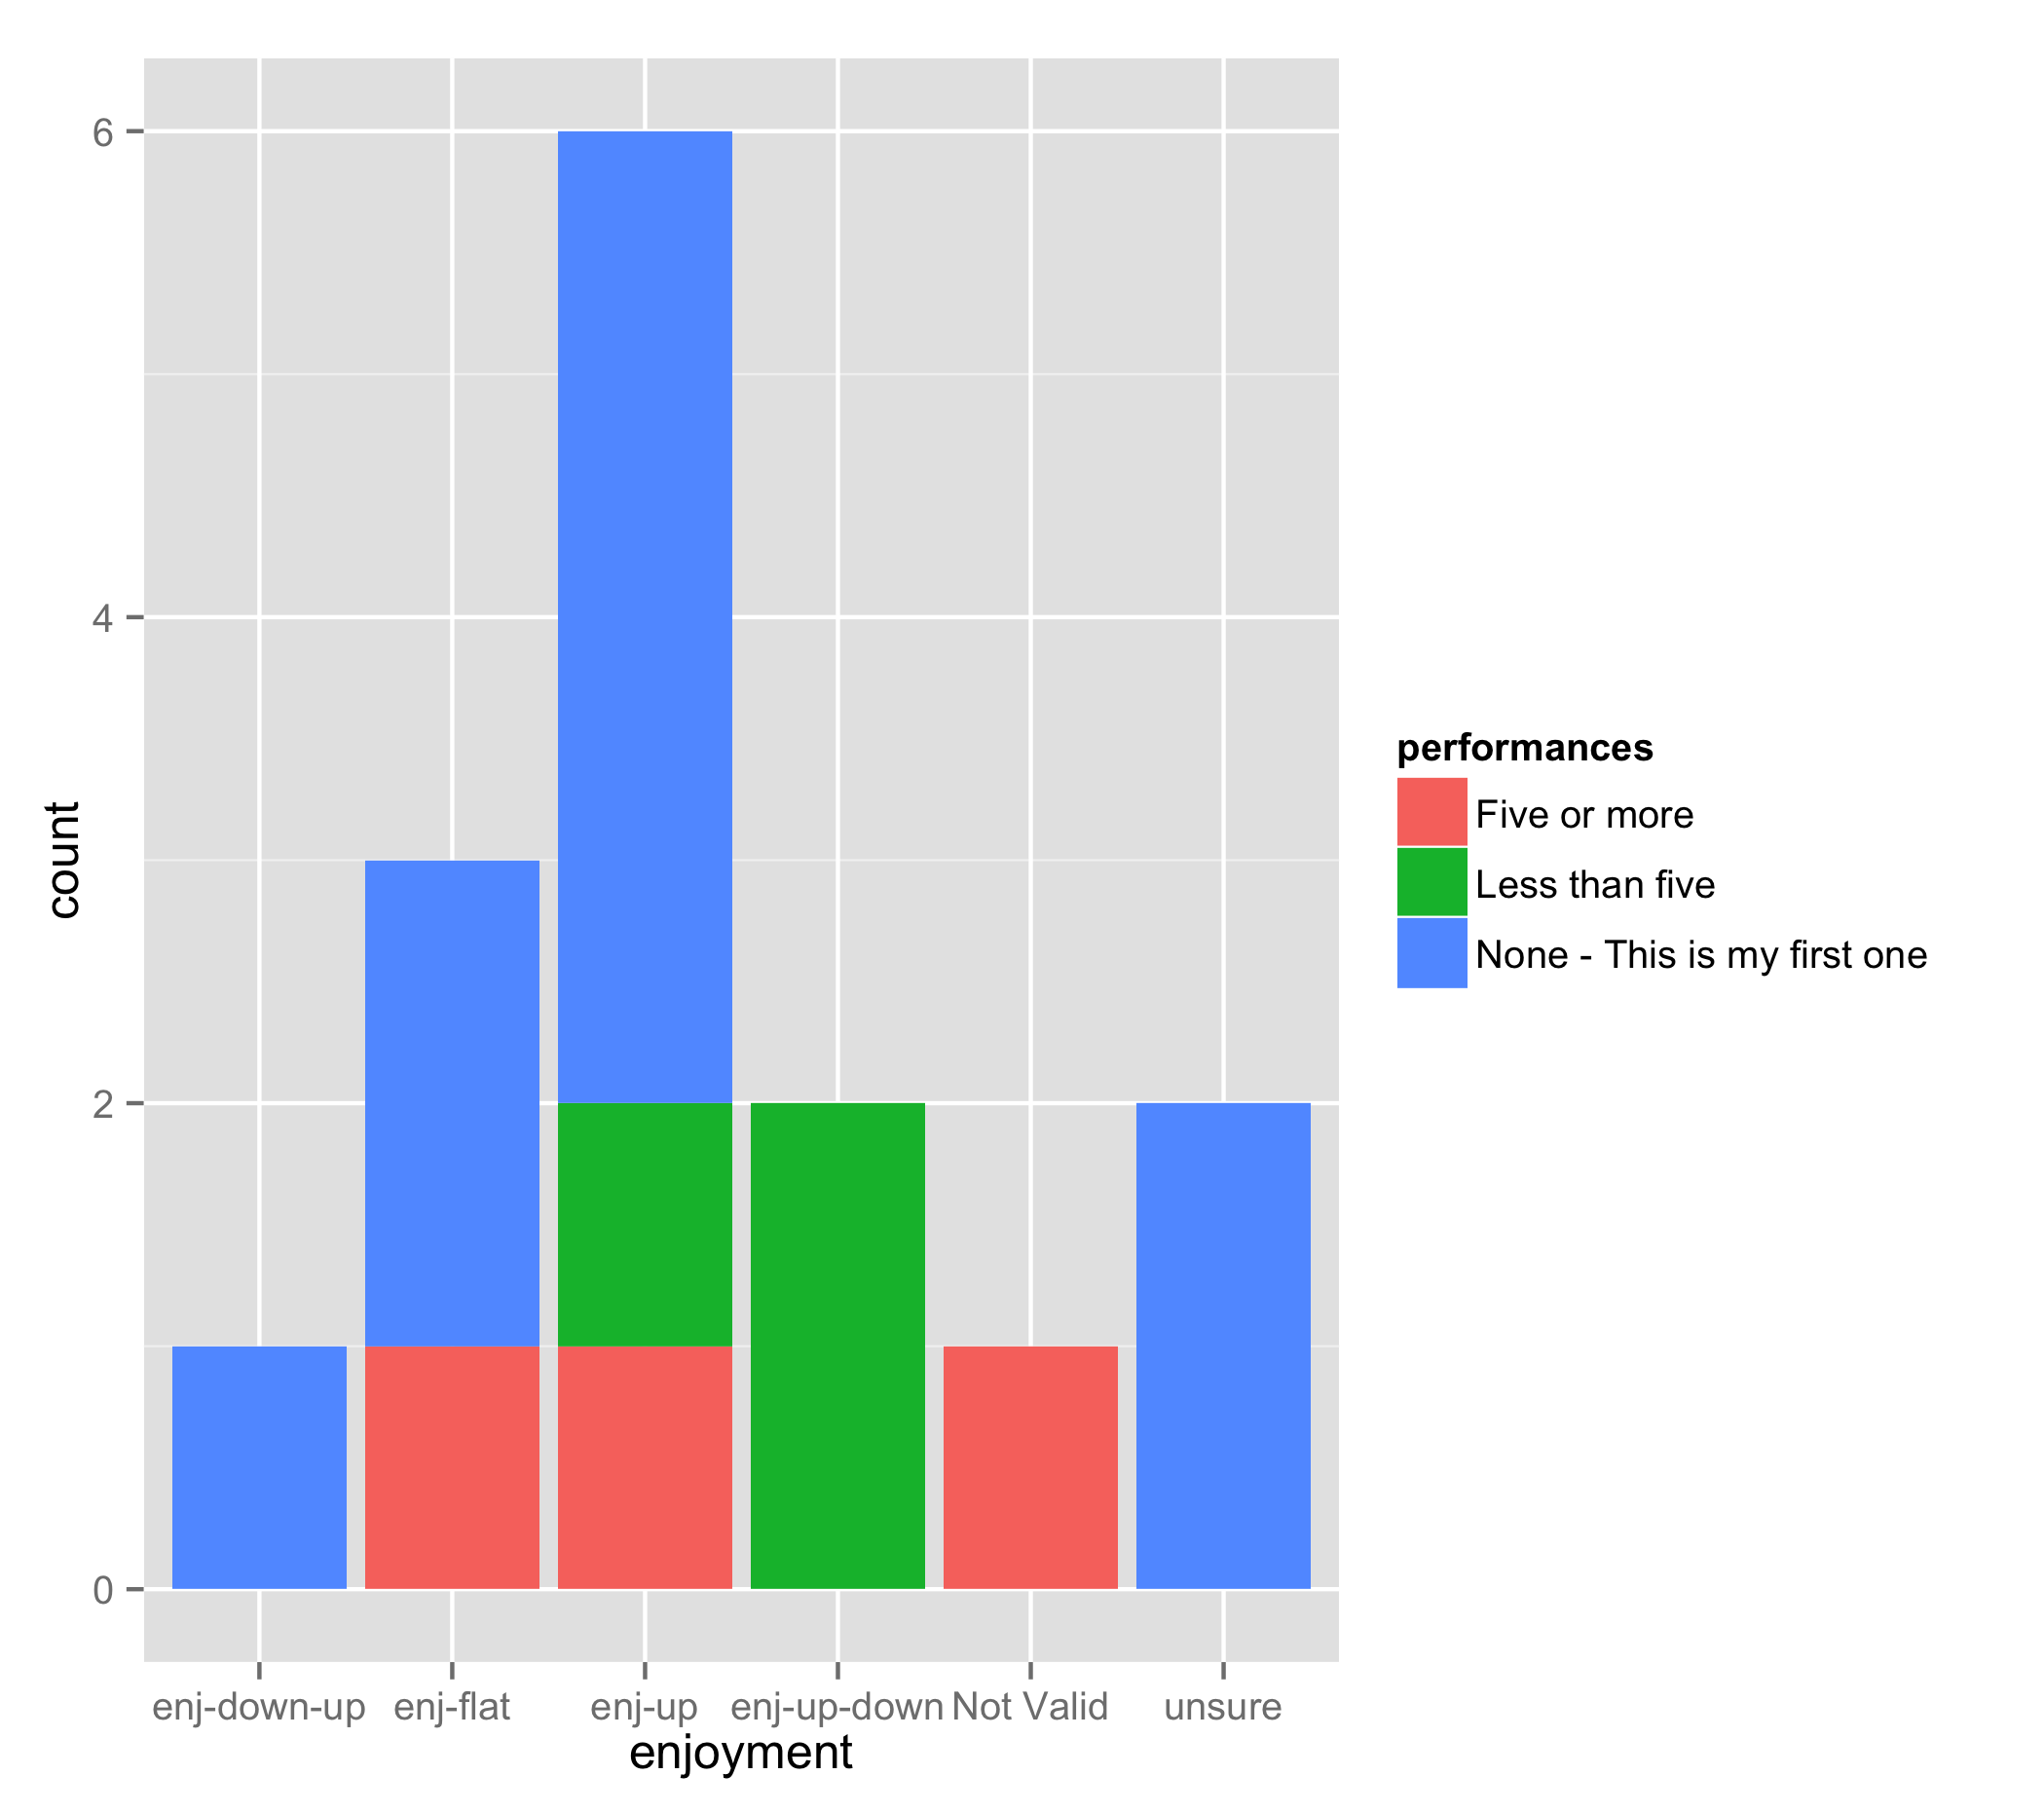 6
4
2
0
count
enj-down-up enj-flat enj-up enj-up-down Not Valid unsure
enjoyment
performances
Five or more
Less than five
None - This is my first one